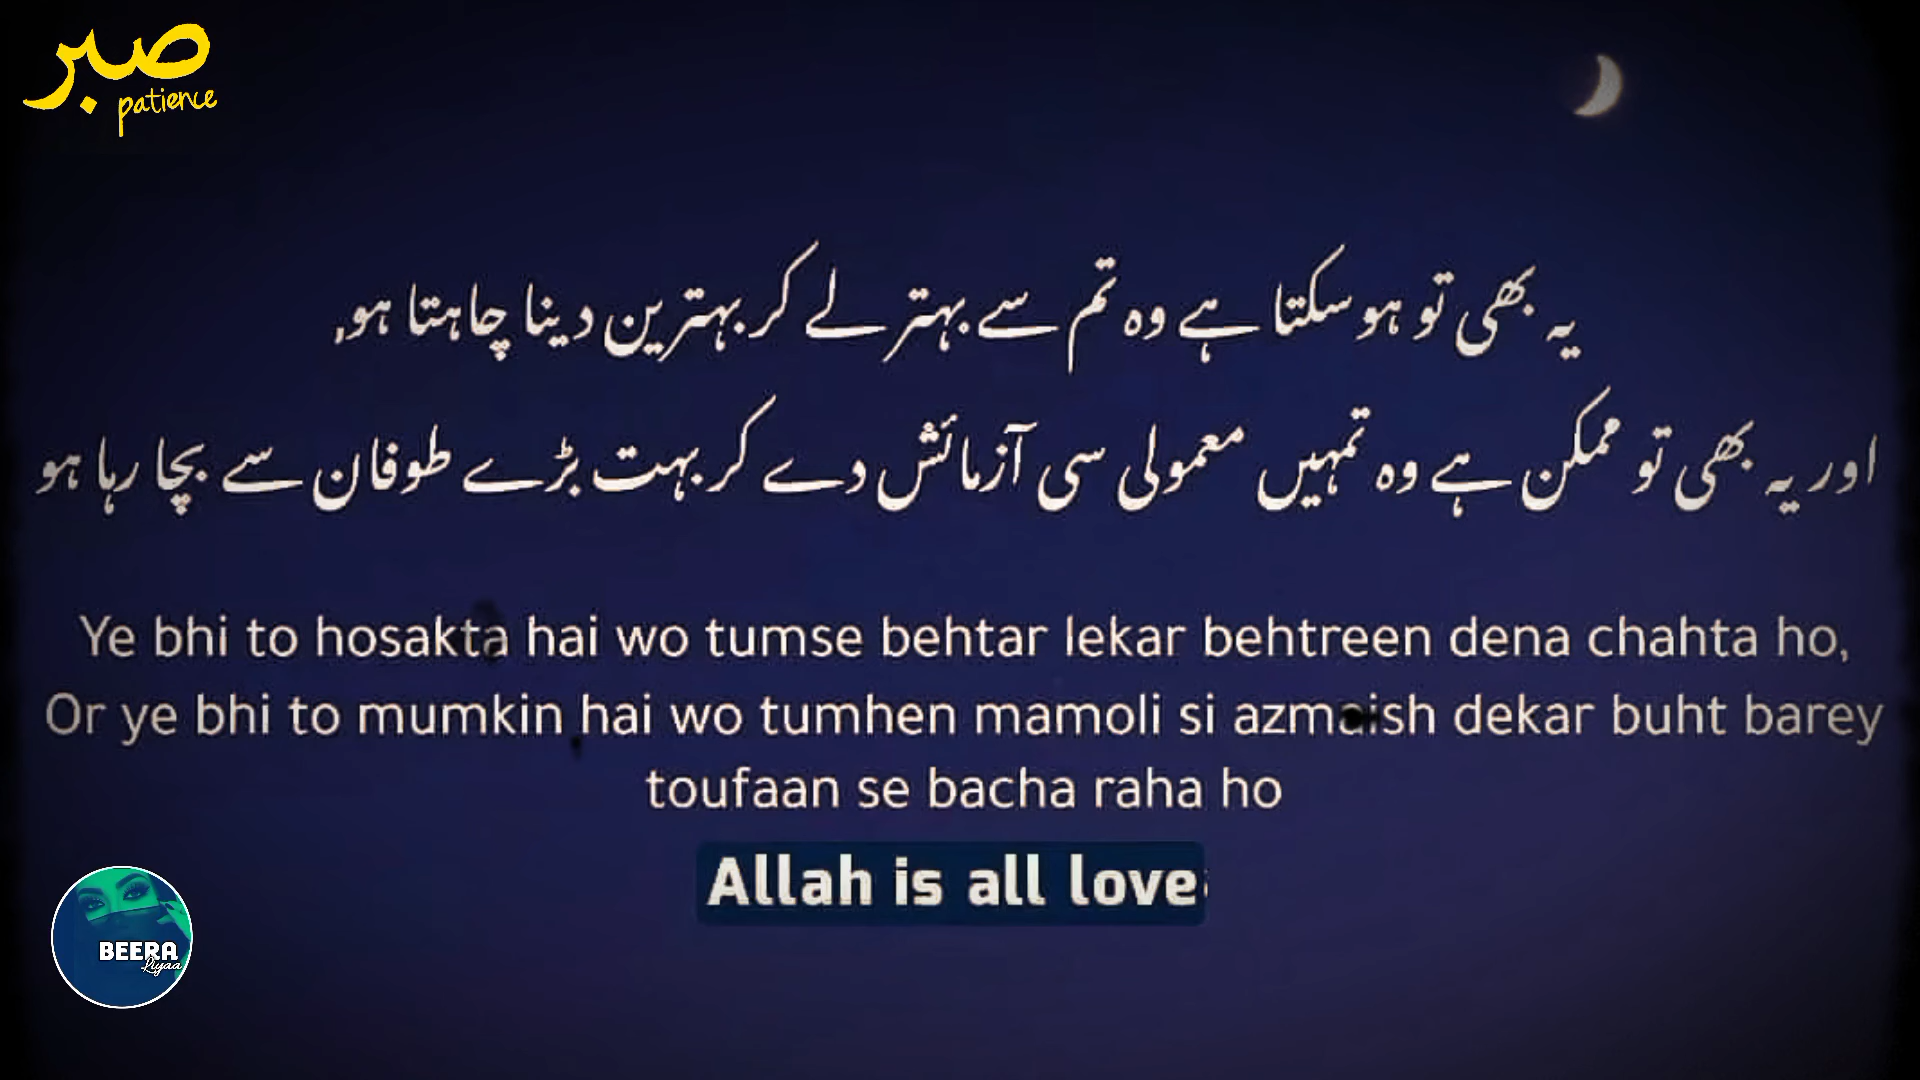 صبر
patience
یہ بھی تو ہو سکتا ہے وہ تم سے بہتر لے کر بہترین دینا چاہتا ہو,
اور یہ بھی تو ممکن ہے وہ تمہیں معمولی سی آزمائش دے کر بہت بڑے طوفان سے بچا رہا ہو
Ye bhi to hosakta hai wo tumse behtar lekar behtreen dena chahta ho,
Or ye bhi to mumkin hai wo tumhen mamoli si azmaish dekar buht barey
toufaan se bacha raha ho
Allah is all love
BEERA
Liyaa